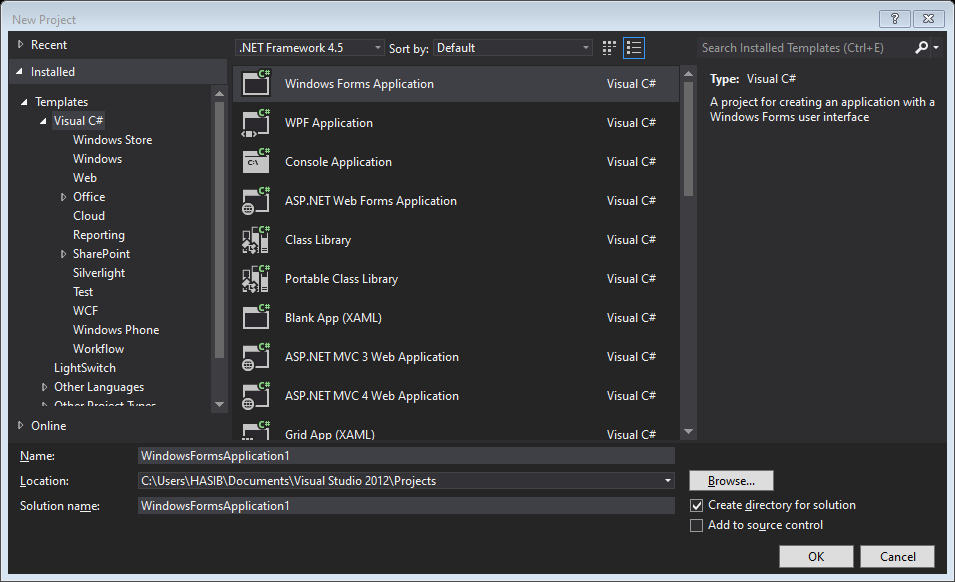 New Project
Recent
Installed
Templates
Visual C#
Windows Store
Windows
Web
Office
Cloud
Reporting
SharePoint
Silverlight
Test
WCF
Windows Phone
Workflow
LightSwitch
Other Languages
Other Project Types
Online
.NET Framework 4.5 Sort by: Default
Windows Forms Application Visual C#
WPF Application Visual C#
Console Application Visual C#
ASP.NET Web Forms Application Visual C#
Class Library Visual C#
Portable Class Library Visual C#
Blank App (XAML) Visual C#
ASP.NET MVC 3 Web Application Visual C#
ASP.NET MVC 4 Web Application Visual C#
Grid App (XAML) Visual C#
Search Installed Templates (Ctrl+E)
Type: Visual C#
A project for creating an application with a
Windows Forms user interface
Name: WindowsFormsApplication1
Location: C:\Users\HASIB\Documents\Visual Studio 2012\Projects
Browse...
Solution name: WindowsFormsApplication1
Create directory for solution
Add to source control
OK Cancel